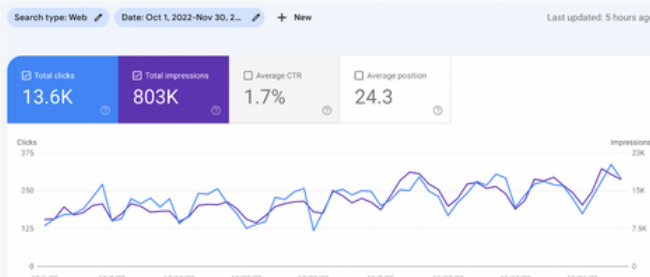 Search type: Web Date: Oct 1, 2022-Nov 30, 2... + New Last updated: 5 hours ago
Total clicks Total impressions Average CTR Average position
13.6K 803K 1.7% 24.3
Clicks Impressions
375 23K
250 15K
125 7.5K
0 0